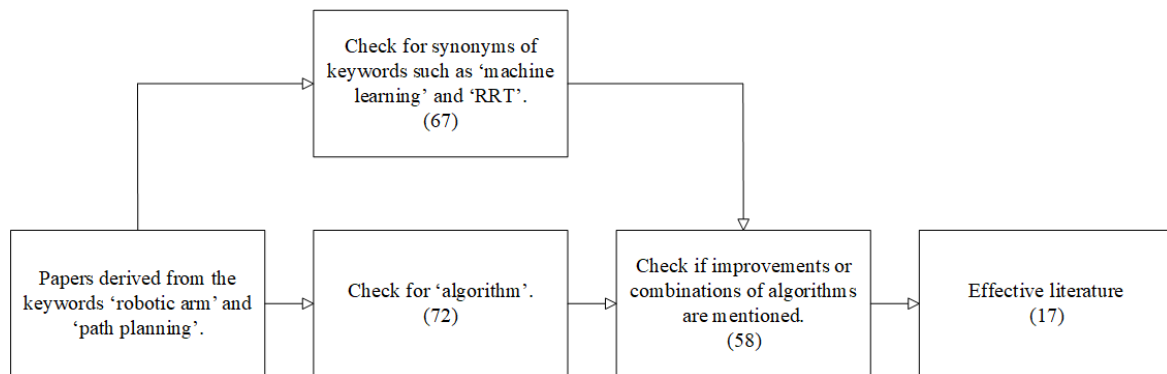 Check for synonyms of
keywords such as ‘machine
learning’ and ‘RRT’.
(67)
Papers derived from the
keywords ‘robotic arm’ and
‘path planning’.
Check for ‘algorithm’.
(72)
Check if improvements or
combinations of algorithms
are mentioned.
(58)
Effective literature
(17)